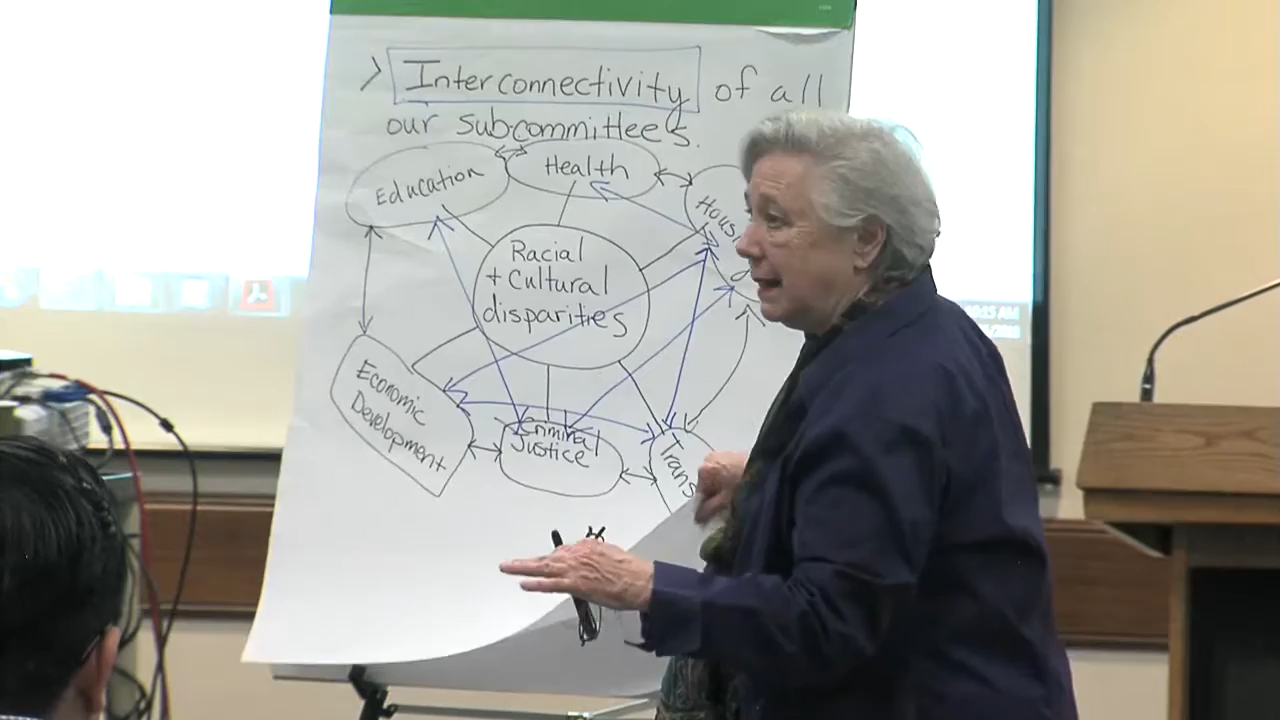 > Interconnectivity of all
our subcommittees.
Education
Health
Racial
+ Cultural
disparities
Economic
Development
Criminal
Justice